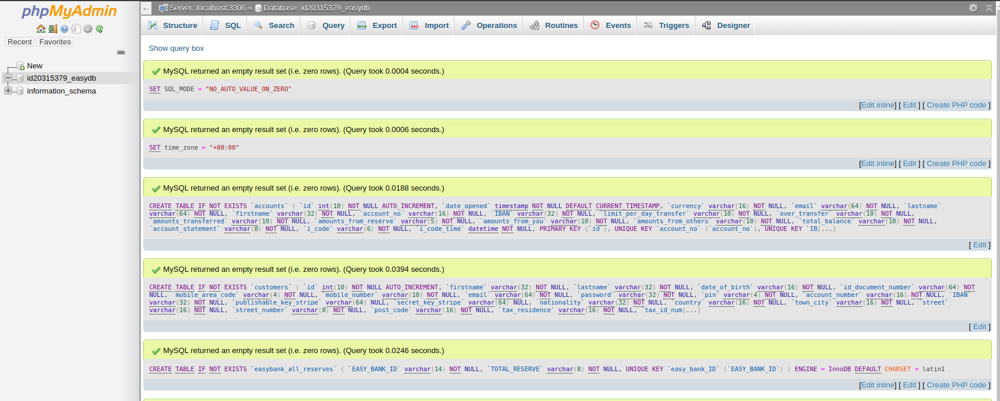 phpMyAdmin
Recent Favorites
New
id20315379_easydb
information_schema
← Server: localhost:3306 » Database: id20315379_easydb
Structure SQL Search Query Export Import Operations Routines Events Triggers Designer
Show query box
MySQL returned an empty result set (i.e. zero rows). (Query took 0.0004 seconds.)
SET SQL_MODE = "NO_AUTO_VALUE_ON_ZERO"
[Edit inline] [ Edit ] [ Create PHP code ]
MySQL returned an empty result set (i.e. zero rows). (Query took 0.0006 seconds.)
SET time_zone = "+00:00"
[Edit inline] [ Edit ] [ Create PHP code ]
MySQL returned an empty result set (i.e. zero rows). (Query took 0.0188 seconds.)
CREATE TABLE IF NOT EXISTS `accounts` ( `id` int(10) NOT NULL AUTO_INCREMENT, `date_opened` timestamp NOT NULL DEFAULT CURRENT_TIMESTAMP, `currency` varchar(16) NOT NULL, `email` varchar(64) NOT NULL, `lastname`
varchar(64) NOT NULL, `firstname` varchar(32) NOT NULL, `account_no` varchar(16) NOT NULL, `IBAN` varchar(32) NOT NULL, `limit_per_day_transfer` varchar(10) NOT NULL, `over_transfer` varchar(10) NOT NULL,
`amounts_transferred` varchar(10) NOT NULL, `amounts_from_reserve` varchar(5) NOT NULL, `amounts_from_you` varchar(10) NOT NULL, `amounts_from_others` varchar(10) NOT NULL, `total_balance` varchar(10) NOT NULL,
`account_statement` varchar(8) NOT NULL, `i_code` varchar(6) NOT NULL, `i_code_time` datetime NOT NULL, PRIMARY KEY (`id`), UNIQUE KEY `account_no` (`account_no`), UNIQUE KEY `IB[...]
[ Edit ]
MySQL returned an empty result set (i.e. zero rows). (Query took 0.0394 seconds.)
CREATE TABLE IF NOT EXISTS `customers` ( `id` int(10) NOT NULL AUTO_INCREMENT, `firstname` varchar(32) NOT NULL, `lastname` varchar(32) NOT NULL, `date_of_birth` varchar(16) NOT NULL, `id_document_number` varchar(64) NOT
NULL, `mobile_area_code` varchar(4) NOT NULL, `mobile_number` varchar(10) NOT NULL, `email` varchar(64) NOT NULL, `password` varchar(32) NOT NULL, `pin` varchar(4) NOT NULL, `account_number` varchar(16) NOT NULL, `IBAN`
varchar(32) NOT NULL, `publishable_key_stripe` varchar(64) NULL, `secret_key_stripe` varchar(64) NULL, `nationality` varchar(32) NOT NULL, `country` varchar(16) NOT NULL, `town_city` varchar(16) NOT NULL, `street`
varchar(16) NOT NULL, `street_number` varchar(8) NOT NULL, `post_code` varchar(16) NOT NULL, `tax_residence` varchar(16) NOT NULL, `tax_id_num[...]
[ Edit ]
MySQL returned an empty result set (i.e. zero rows). (Query took 0.0246 seconds.)
CREATE TABLE IF NOT EXISTS `easybank_all_reserves` ( `EASY_BANK_ID` varchar(14) NOT NULL, `TOTAL_RESERVE` varchar(8) NOT NULL, UNIQUE KEY `easy_bank_ID` (`EASY_BANK_ID`) ) ENGINE = InnoDB DEFAULT CHARSET = latin1
[Edit inline] [ Edit ] [ Create PHP code ]